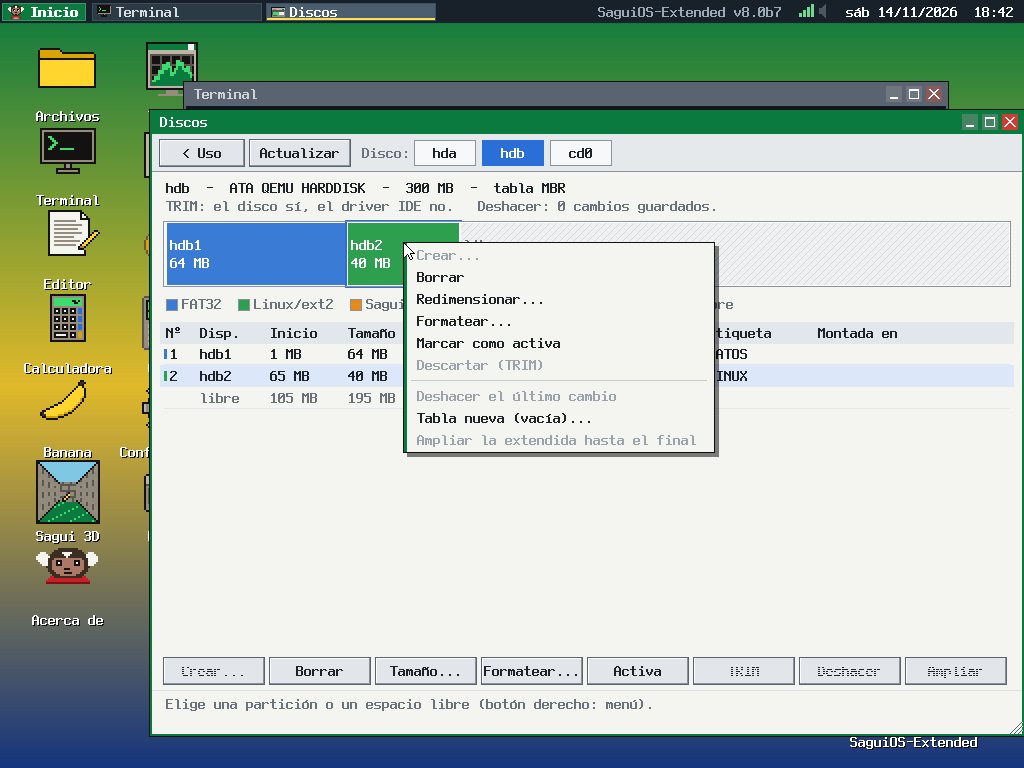 Inicio Terminal Discos SaguiOS-Extended v8.0b7 sáb 14/11/2026 18:42
Archivos
Terminal
Editor
Calculadora
Banana
Sagui 3D
Acerca de
Conf
Terminal
Discos
< Uso Actualizar Disco: hda hdb cd0
hdb - ATA QEMU HARDDISK - 300 MB - tabla MBR
TRIM: el disco sí, el driver IDE no. Deshacer: 0 cambios guardados.
hdb1 hdb2
64 MB 40 MB
FAT32 Linux/ext2 Sagui re
Nº Disp. Inicio Tamaño tiqueta Montada en
1 hdb1 1 MB 64 MB ATOS
2 hdb2 65 MB 40 MB INUX
libre 105 MB 195 MB
Crear...
Borrar
Redimensionar...
Formatear...
Marcar como activa
Descartar (TRIM)
Deshacer el último cambio
Tabla nueva (vacía)...
Ampliar la extendida hasta el final
Crear... Borrar Tamaño... Formatear... Activa TRIM Deshacer Ampliar
Elige una partición o un espacio libre (botón derecho: menú).
SaguiOS-Extended